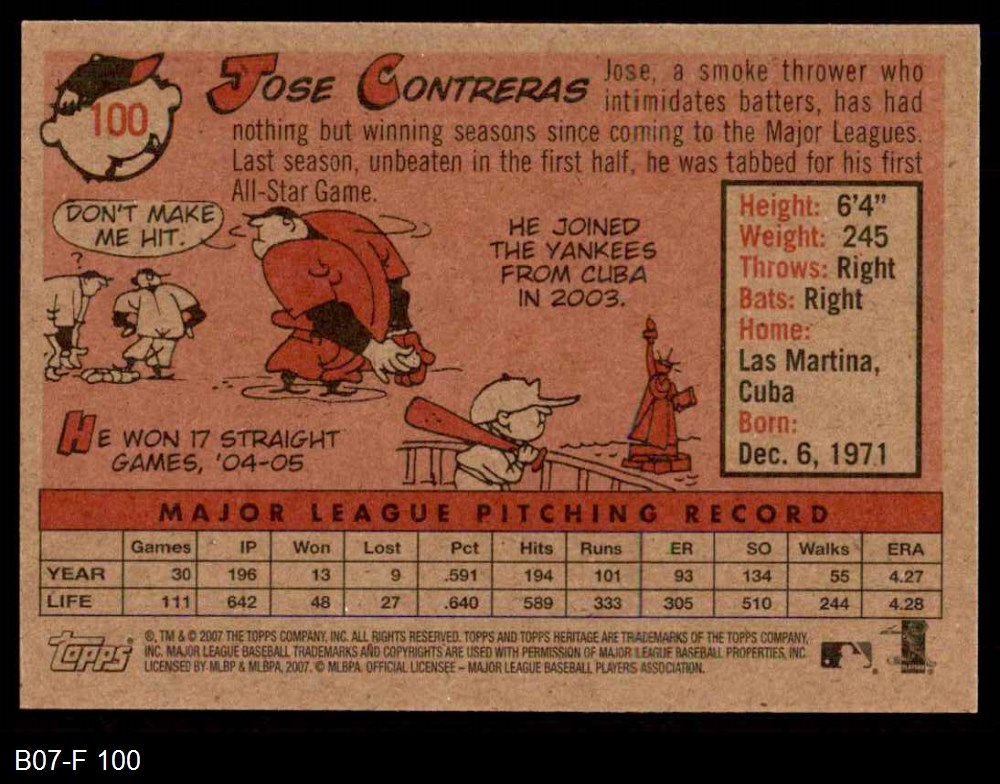 100
JOSE CONTRERAS
Jose, a smoke thrower who
intimidates batters, has had
nothing but winning seasons since coming to the Major Leagues.
Last season, unbeaten in the first half, he was tabbed for his first
All-Star Game.
DON'T MAKE
ME HIT.
?
HE JOINED
THE YANKEES
FROM CUBA
IN 2003.
Height: 6'4"
Weight: 245
Throws: Right
Bats: Right
Home:
Las Martina,
Cuba
Born:
Dec. 6, 1971
HE WON 17 STRAIGHT
GAMES, '04-05
MAJOR LEAGUE PITCHING RECORD
Games IP Won Lost Pct Hits Runs ER SO Walks ERA
YEAR 30 196 13 9 .591 194 101 93 134 55 4.27
LIFE 111 642 48 27 .640 589 333 305 510 244 4.28
Topps
®, TM & © 2007 THE TOPPS COMPANY, INC. ALL RIGHTS RESERVED. TOPPS AND TOPPS HERITAGE ARE TRADEMARKS OF THE TOPPS COMPANY,
INC. MAJOR LEAGUE BASEBALL TRADEMARKS AND COPYRIGHTS ARE USED WITH PERMISSION OF MAJOR LEAGUE BASEBALL PROPERTIES, INC.
LICENSED BY MLBP & MLBPA, 2007. © MLBPA. OFFICIAL LICENSEE – MAJOR LEAGUE BASEBALL PLAYERS ASSOCIATION.
B07-F 100